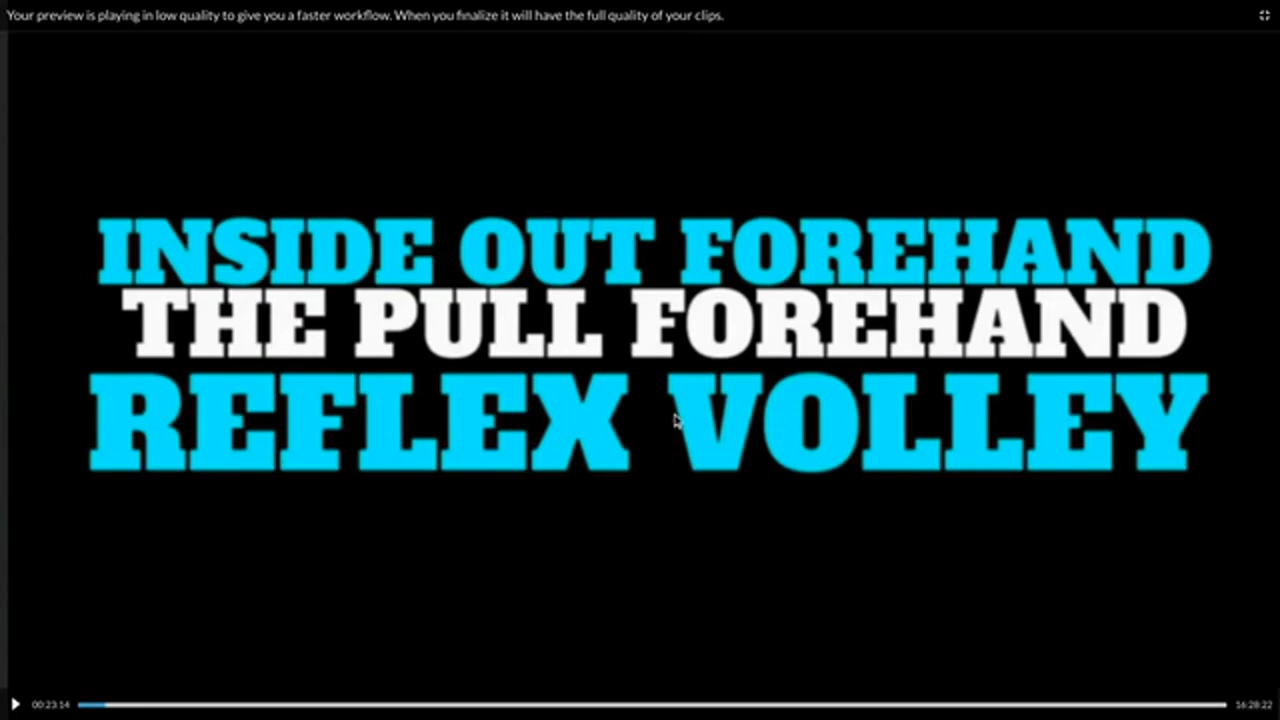 Your preview is playing in low quality to give you a faster workflow. When you finalize it will have the full quality of your clips.
INSIDE OUT FOREHAND
THE PULL FOREHAND
REFLEX VOLLEY
00:23:14
16:28:22